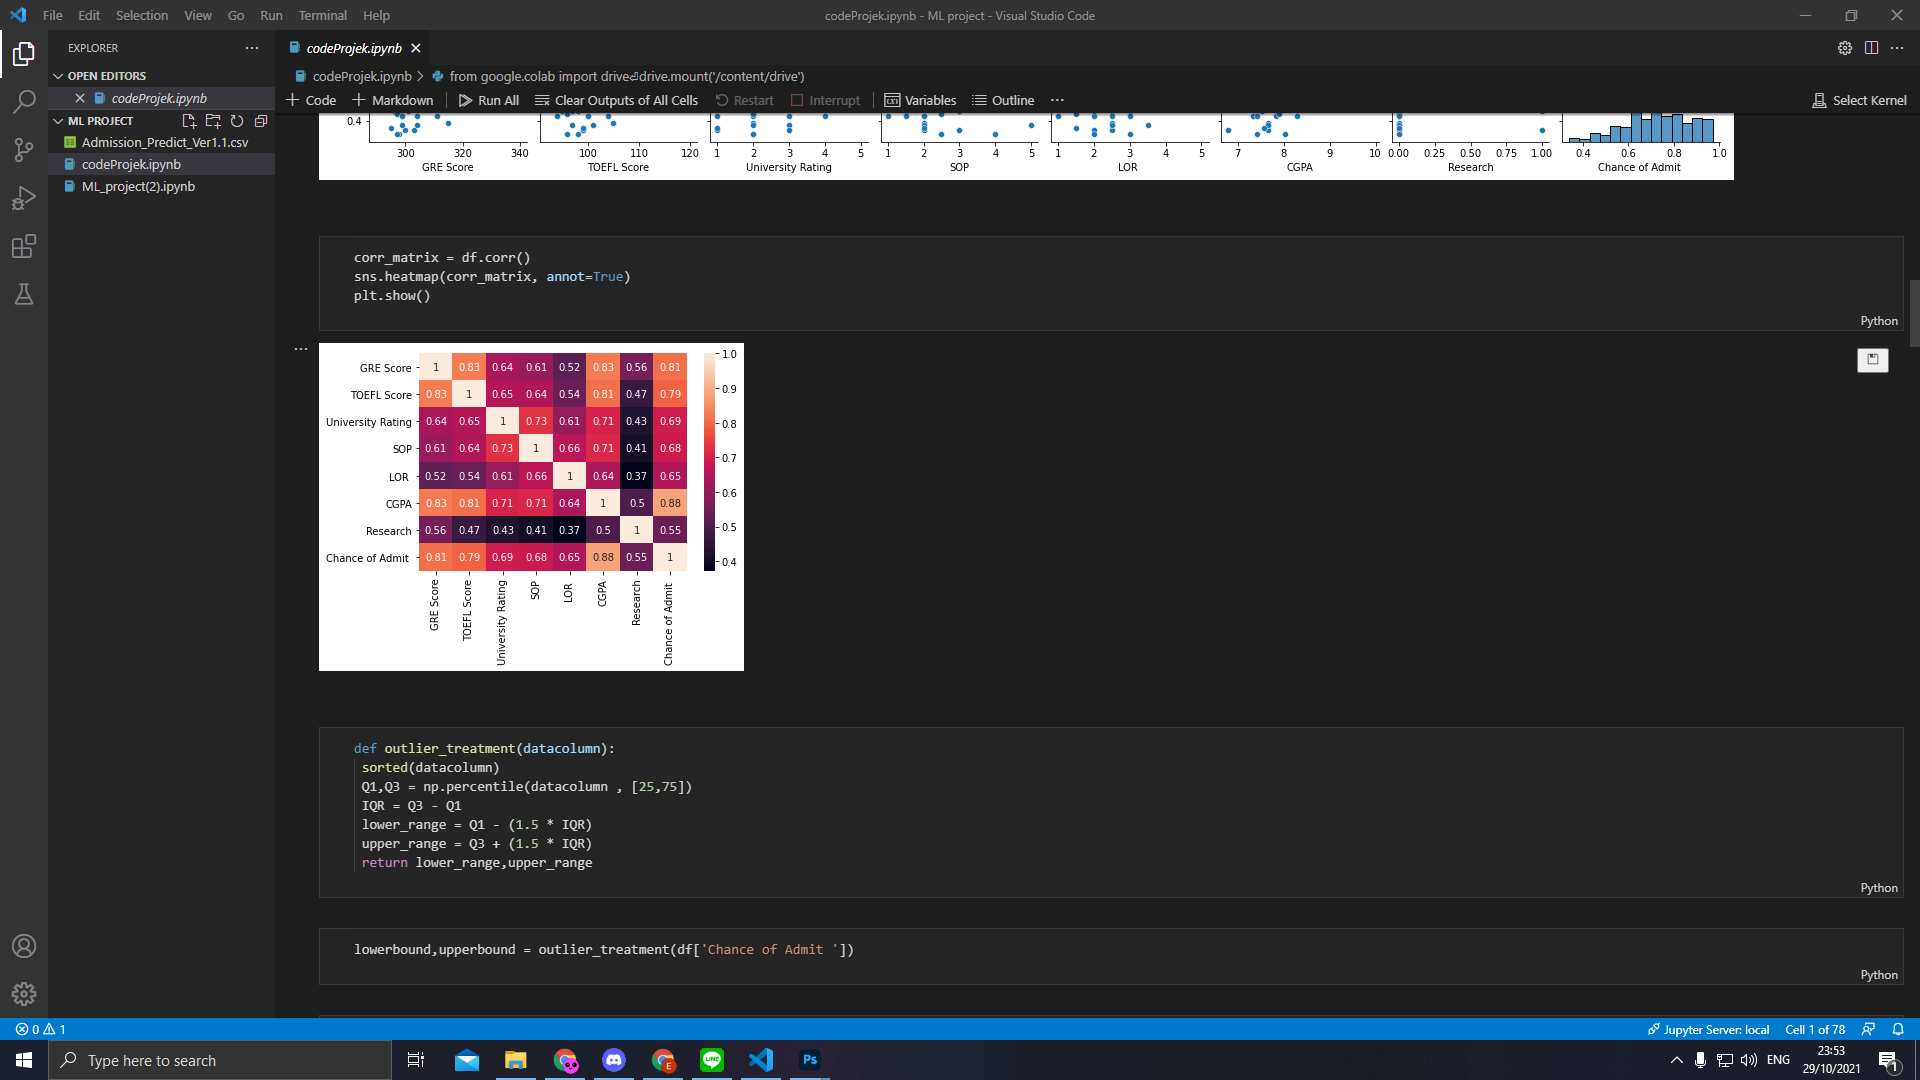 File Edit Selection View Go Run Terminal Help
codeProjek.ipynb - ML project - Visual Studio Code
EXPLORER
OPEN EDITORS
codeProjek.ipynb
ML PROJECT
Admission_Predict_Ver1.1.csv
codeProjek.ipynb
ML_project(2).ipynb
codeProjek.ipynb
codeProjek.ipynb > from google.colab import drive⏎drive.mount('/content/drive')
Code Markdown Run All Clear Outputs of All Cells Restart Interrupt Variables Outline
Select Kernel
0.4
300 320 340 100 110 120 1 2 3 4 5 1 2 3 4 5 1 2 3 4 5 7 8 9 10 0.00 0.25 0.50 0.75 1.00 0.4 0.6 0.8 1.0
GRE Score TOEFL Score University Rating SOP LOR CGPA Research Chance of Admit
corr_matrix = df.corr()
sns.heatmap(corr_matrix, annot=True)
plt.show()
Python
GRE Score 1 0.83 0.64 0.61 0.52 0.83 0.56 0.81
TOEFL Score 0.83 1 0.65 0.64 0.54 0.81 0.47 0.79
University Rating 0.64 0.65 1 0.73 0.61 0.71 0.43 0.69
SOP 0.61 0.64 0.73 1 0.66 0.71 0.41 0.68
LOR 0.52 0.54 0.61 0.66 1 0.64 0.37 0.65
CGPA 0.83 0.81 0.71 0.71 0.64 1 0.5 0.88
Research 0.56 0.47 0.43 0.41 0.37 0.5 1 0.55
Chance of Admit 0.81 0.79 0.69 0.68 0.65 0.88 0.55 1
1.0
0.9
0.8
0.7
0.6
0.5
0.4
GRE Score TOEFL Score University Rating SOP LOR CGPA Research Chance of Admit
def outlier_treatment(datacolumn):
sorted(datacolumn)
Q1,Q3 = np.percentile(datacolumn , [25,75])
IQR = Q3 - Q1
lower_range = Q1 - (1.5 * IQR)
upper_range = Q3 + (1.5 * IQR)
return lower_range,upper_range
Python
lowerbound,upperbound = outlier_treatment(df['Chance of Admit '])
Python
0 1
Jupyter Server: local Cell 1 of 78
Type here to search
E
LINE
Ps
ENG
23:53
29/10/2021
1